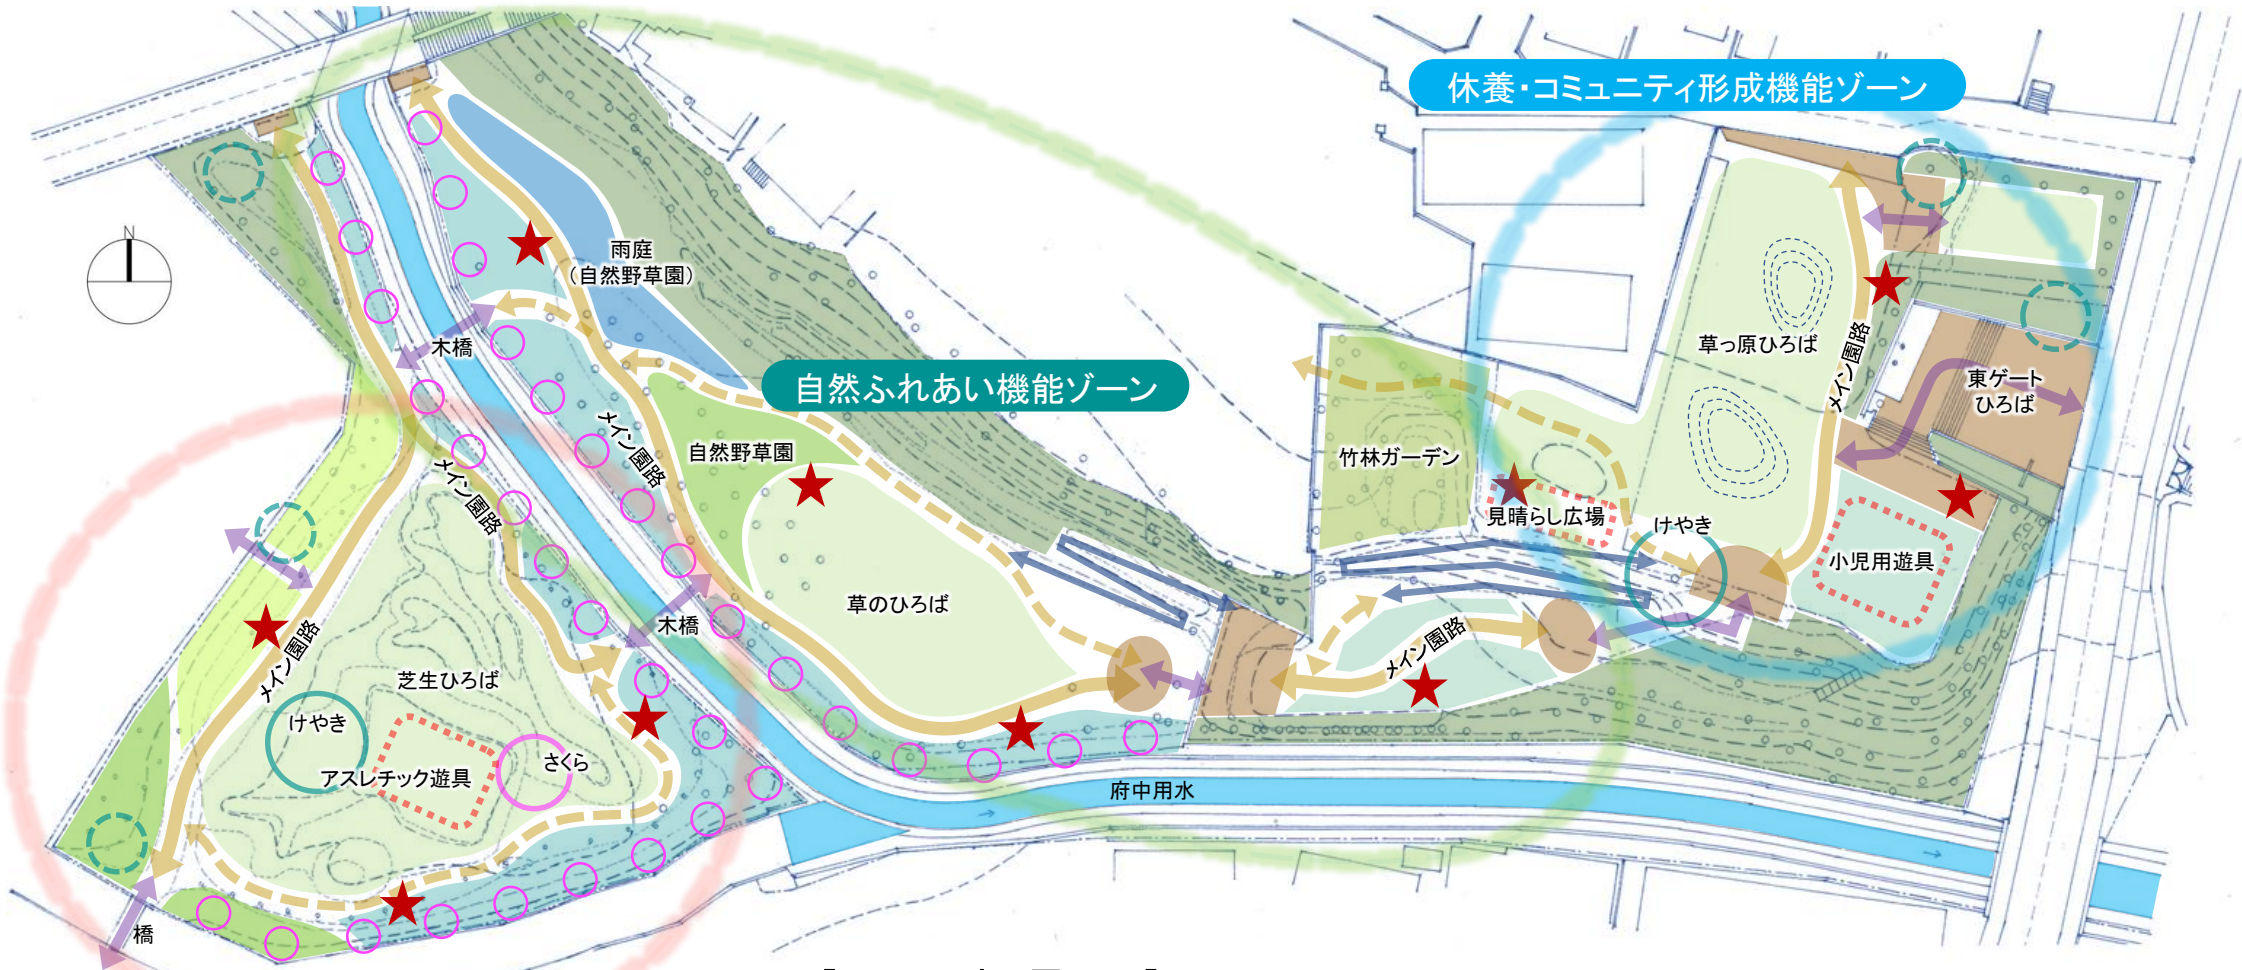 休養・コミュニティ形成機能ゾーン
N
雨庭
（自然野草園）
木橋
自然ふれあい機能ゾーン
草っ原ひろば
メイン園路
東ゲート
ひろば
メイン園路
自然野草園
竹林ガーデン
メイン園路
見晴らし広場
けやき
小児用遊具
草のひろば
木橋
メイン園路
メイン園路
芝生ひろば
けやき
さくら
アスレチック遊具
府中用水
橋